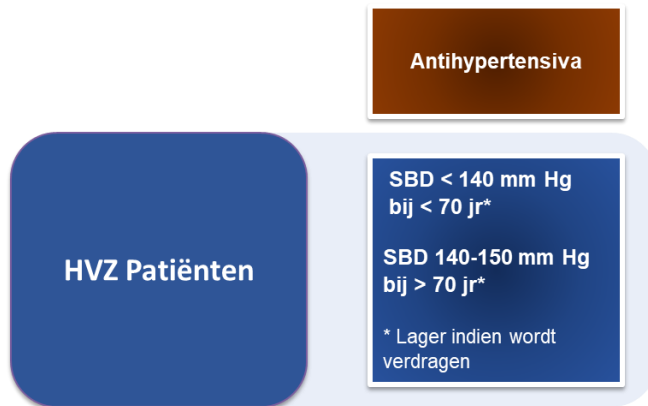 Antihypertensiva
HVZ Patiënten
SBD < 140 mm Hg
bij < 70 jr*
SBD 140-150 mm Hg
bij > 70 jr*
* Lager indien wordt
verdragen